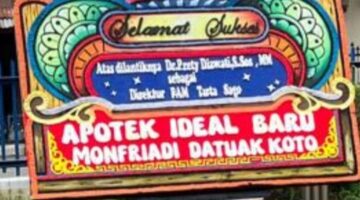 Selamat Sukses
Atas dilantiknya Dr.Prety Diawati,S.Sos ,MM
sebagai
Direktur PAM Tirta Sago
APOTEK IDEAL BARU
MONFRIADI DATUAK KOTO